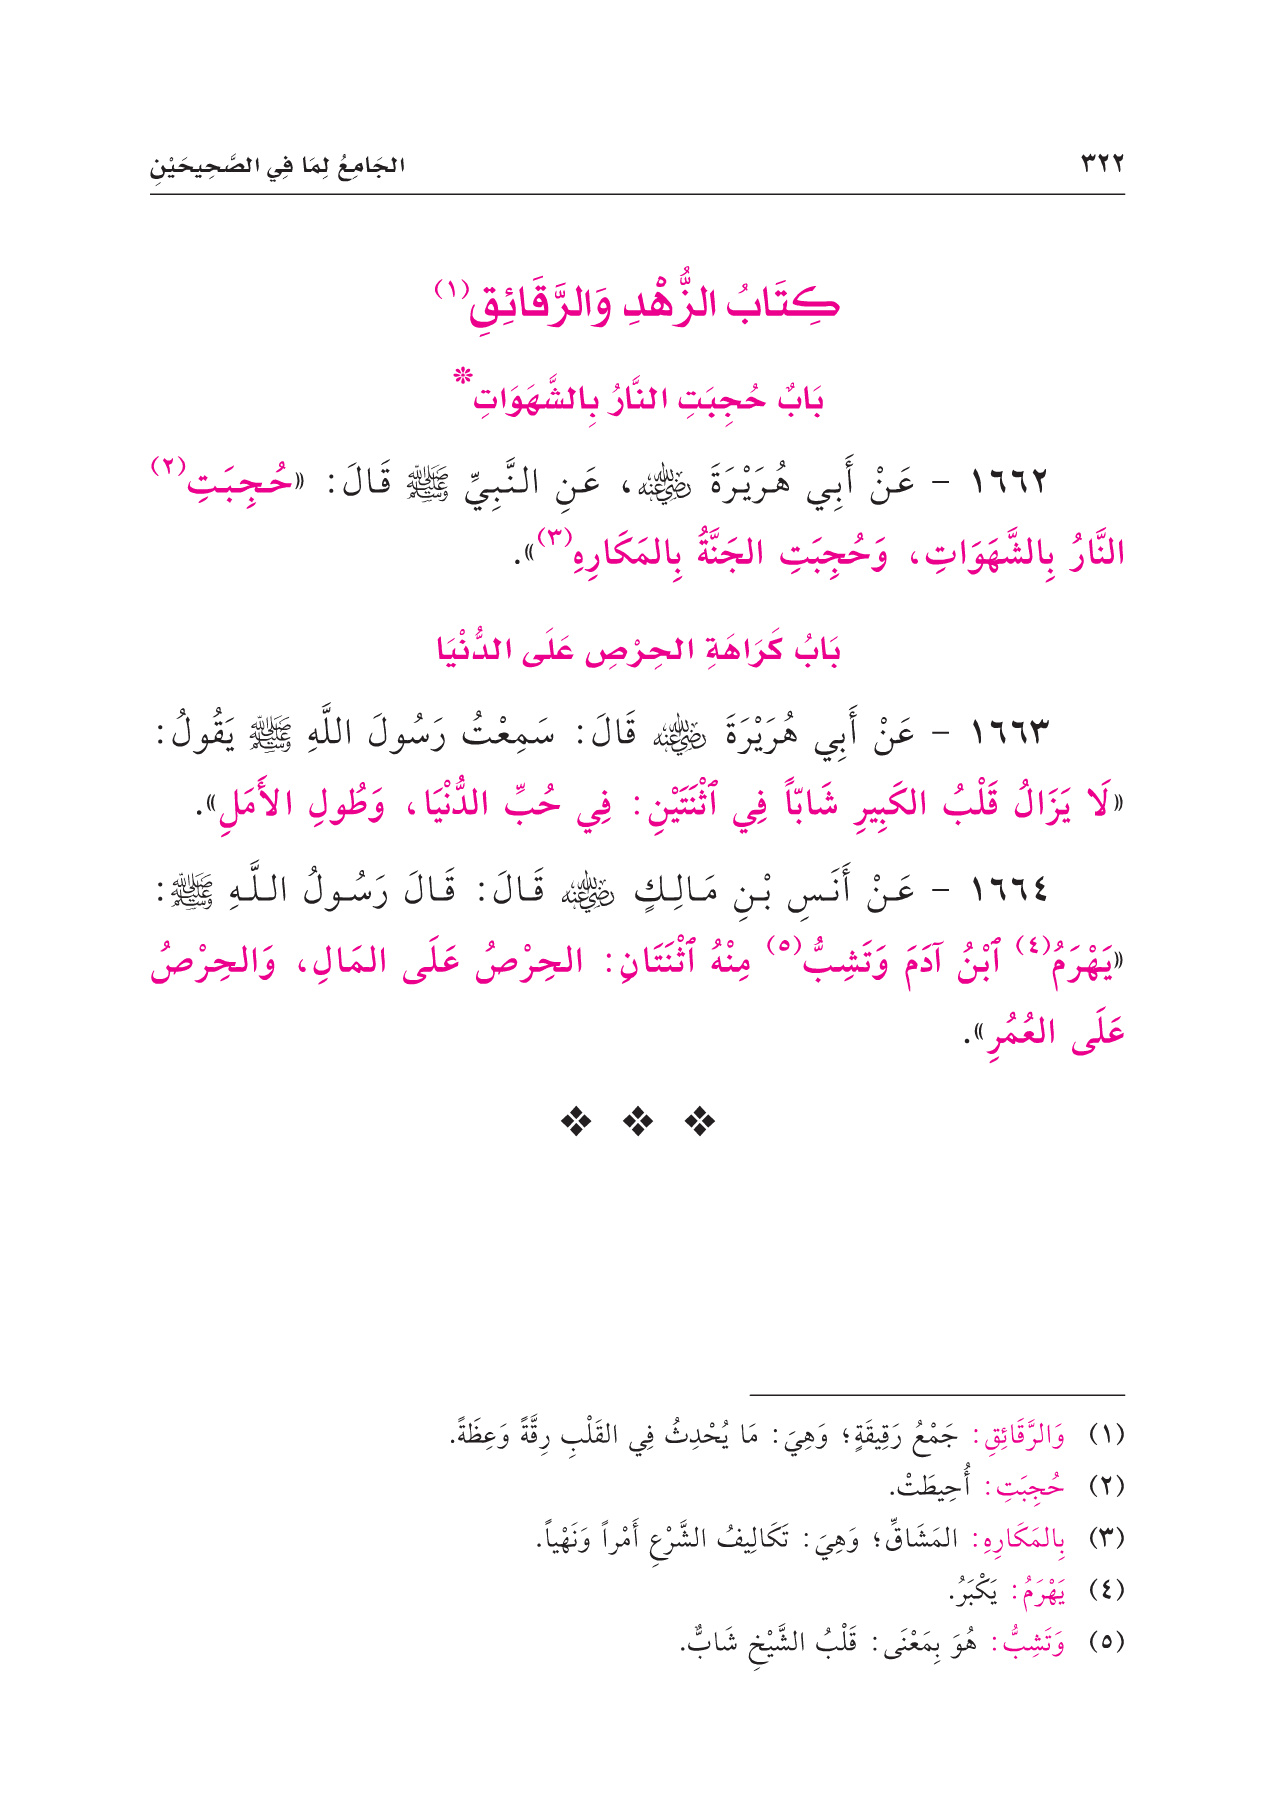 ٣٢٢ الجَامِعُ لِمَا فِي الصَّحِيحَيْنِ
كِتَابُ الزُّهْدِ وَالرَّقَائِقِ(١)
بَابٌ حُجِبَتِ النَّارُ بِالشَّهَوَاتِ*
١٦٦٢ - عَنْ أَبِي هُرَيْرَةَ رضي الله عنه، عَنِ النَّبِيِّ ﷺ قَالَ: «حُجِبَتِ(٢)
النَّارُ بِالشَّهَوَاتِ، وَحُجِبَتِ الجَنَّةُ بِالمَكَارِهِ(٣)».
بَابُ كَرَاهَةِ الحِرْصِ عَلَى الدُّنْيَا
١٦٦٣ - عَنْ أَبِي هُرَيْرَةَ رضي الله عنه قَالَ: سَمِعْتُ رَسُولَ اللَّهِ ﷺ يَقُولُ:
«لَا يَزَالُ قَلْبُ الكَبِيرِ شَابّاً فِي ٱثْنَتَيْنِ: فِي حُبِّ الدُّنْيَا، وَطُولِ الأَمَلِ».
١٦٦٤ - عَنْ أَنَسِ بْنِ مَالِكٍ رضي الله عنه قَالَ: قَالَ رَسُولُ اللَّهِ ﷺ:
«يَهْرَمُ(٤) ٱبْنُ آدَمَ وَتَشِبُّ(٥) مِنْهُ ٱثْنَتَانِ: الحِرْصُ عَلَى المَالِ، وَالحِرْصُ
عَلَى العُمُرِ».
(١) وَالرَّقَائِقِ: جَمْعُ رَقِيقَةٍ؛ وَهِيَ: مَا يُحْدِثُ فِي القَلْبِ رِقَّةً وَعِظَةً.
(٢) حُجِبَتِ: أُحِيطَتْ.
(٣) بِالمَكَارِهِ: المَشَاقِّ؛ وَهِيَ: تَكَالِيفُ الشَّرْعِ أَمْراً وَنَهْياً.
(٤) يَهْرَمُ: يَكْبَرُ.
(٥) وَتَشِبُّ: هُوَ بِمَعْنَى: قَلْبُ الشَّيْخِ شَابٌّ.